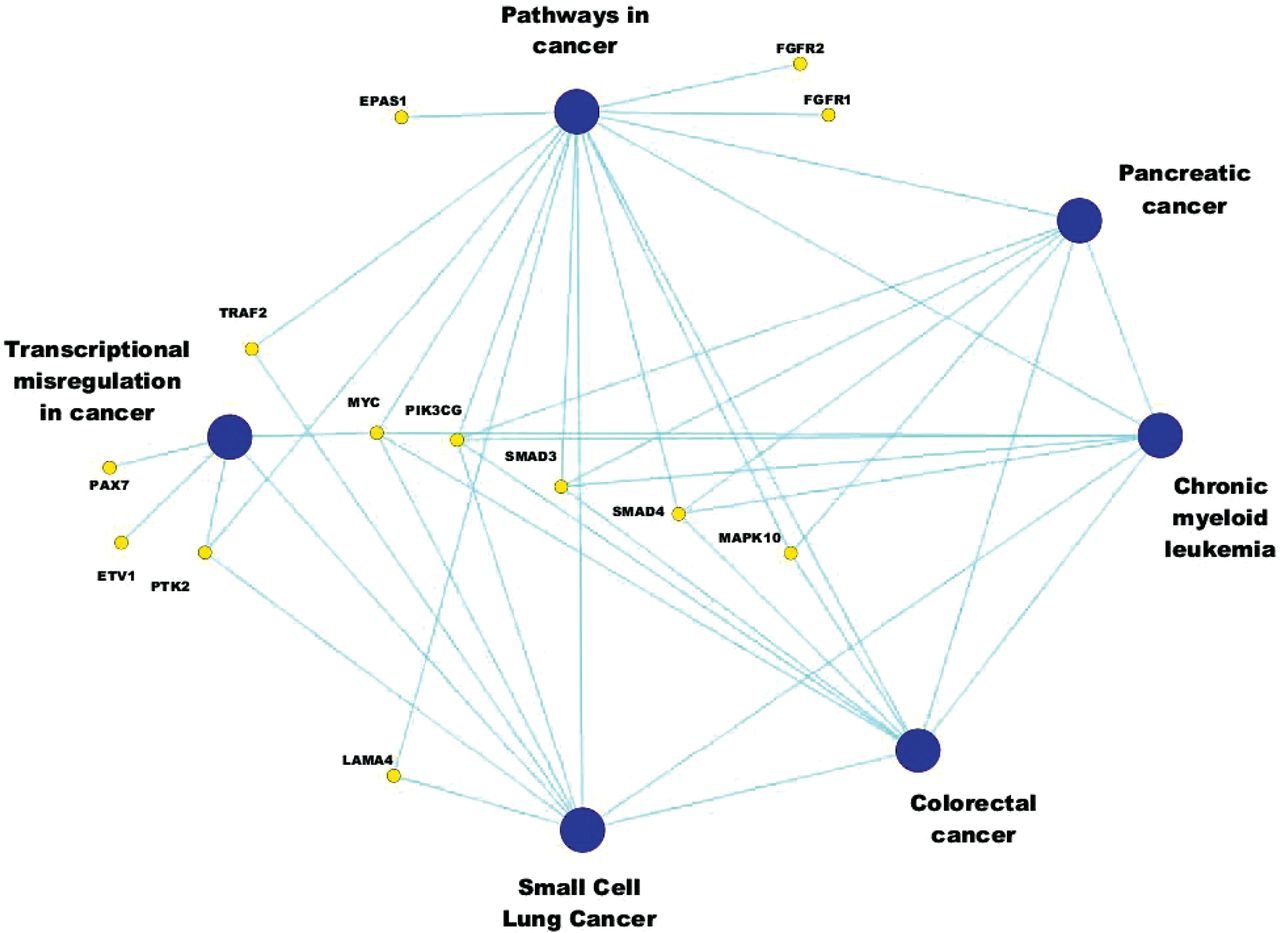 Pathways in
cancer
FGFR2
EPAS1
FGFR1
Pancreatic
cancer
TRAF2
Transcriptional
misregulation
in cancer
MYC
PIK3CG
SMAD3
PAX7
SMAD4
Chronic
myeloid
leukemia
MAPK10
ETV1
PTK2
LAMA4
Colorectal
cancer
Small Cell
Lung Cancer